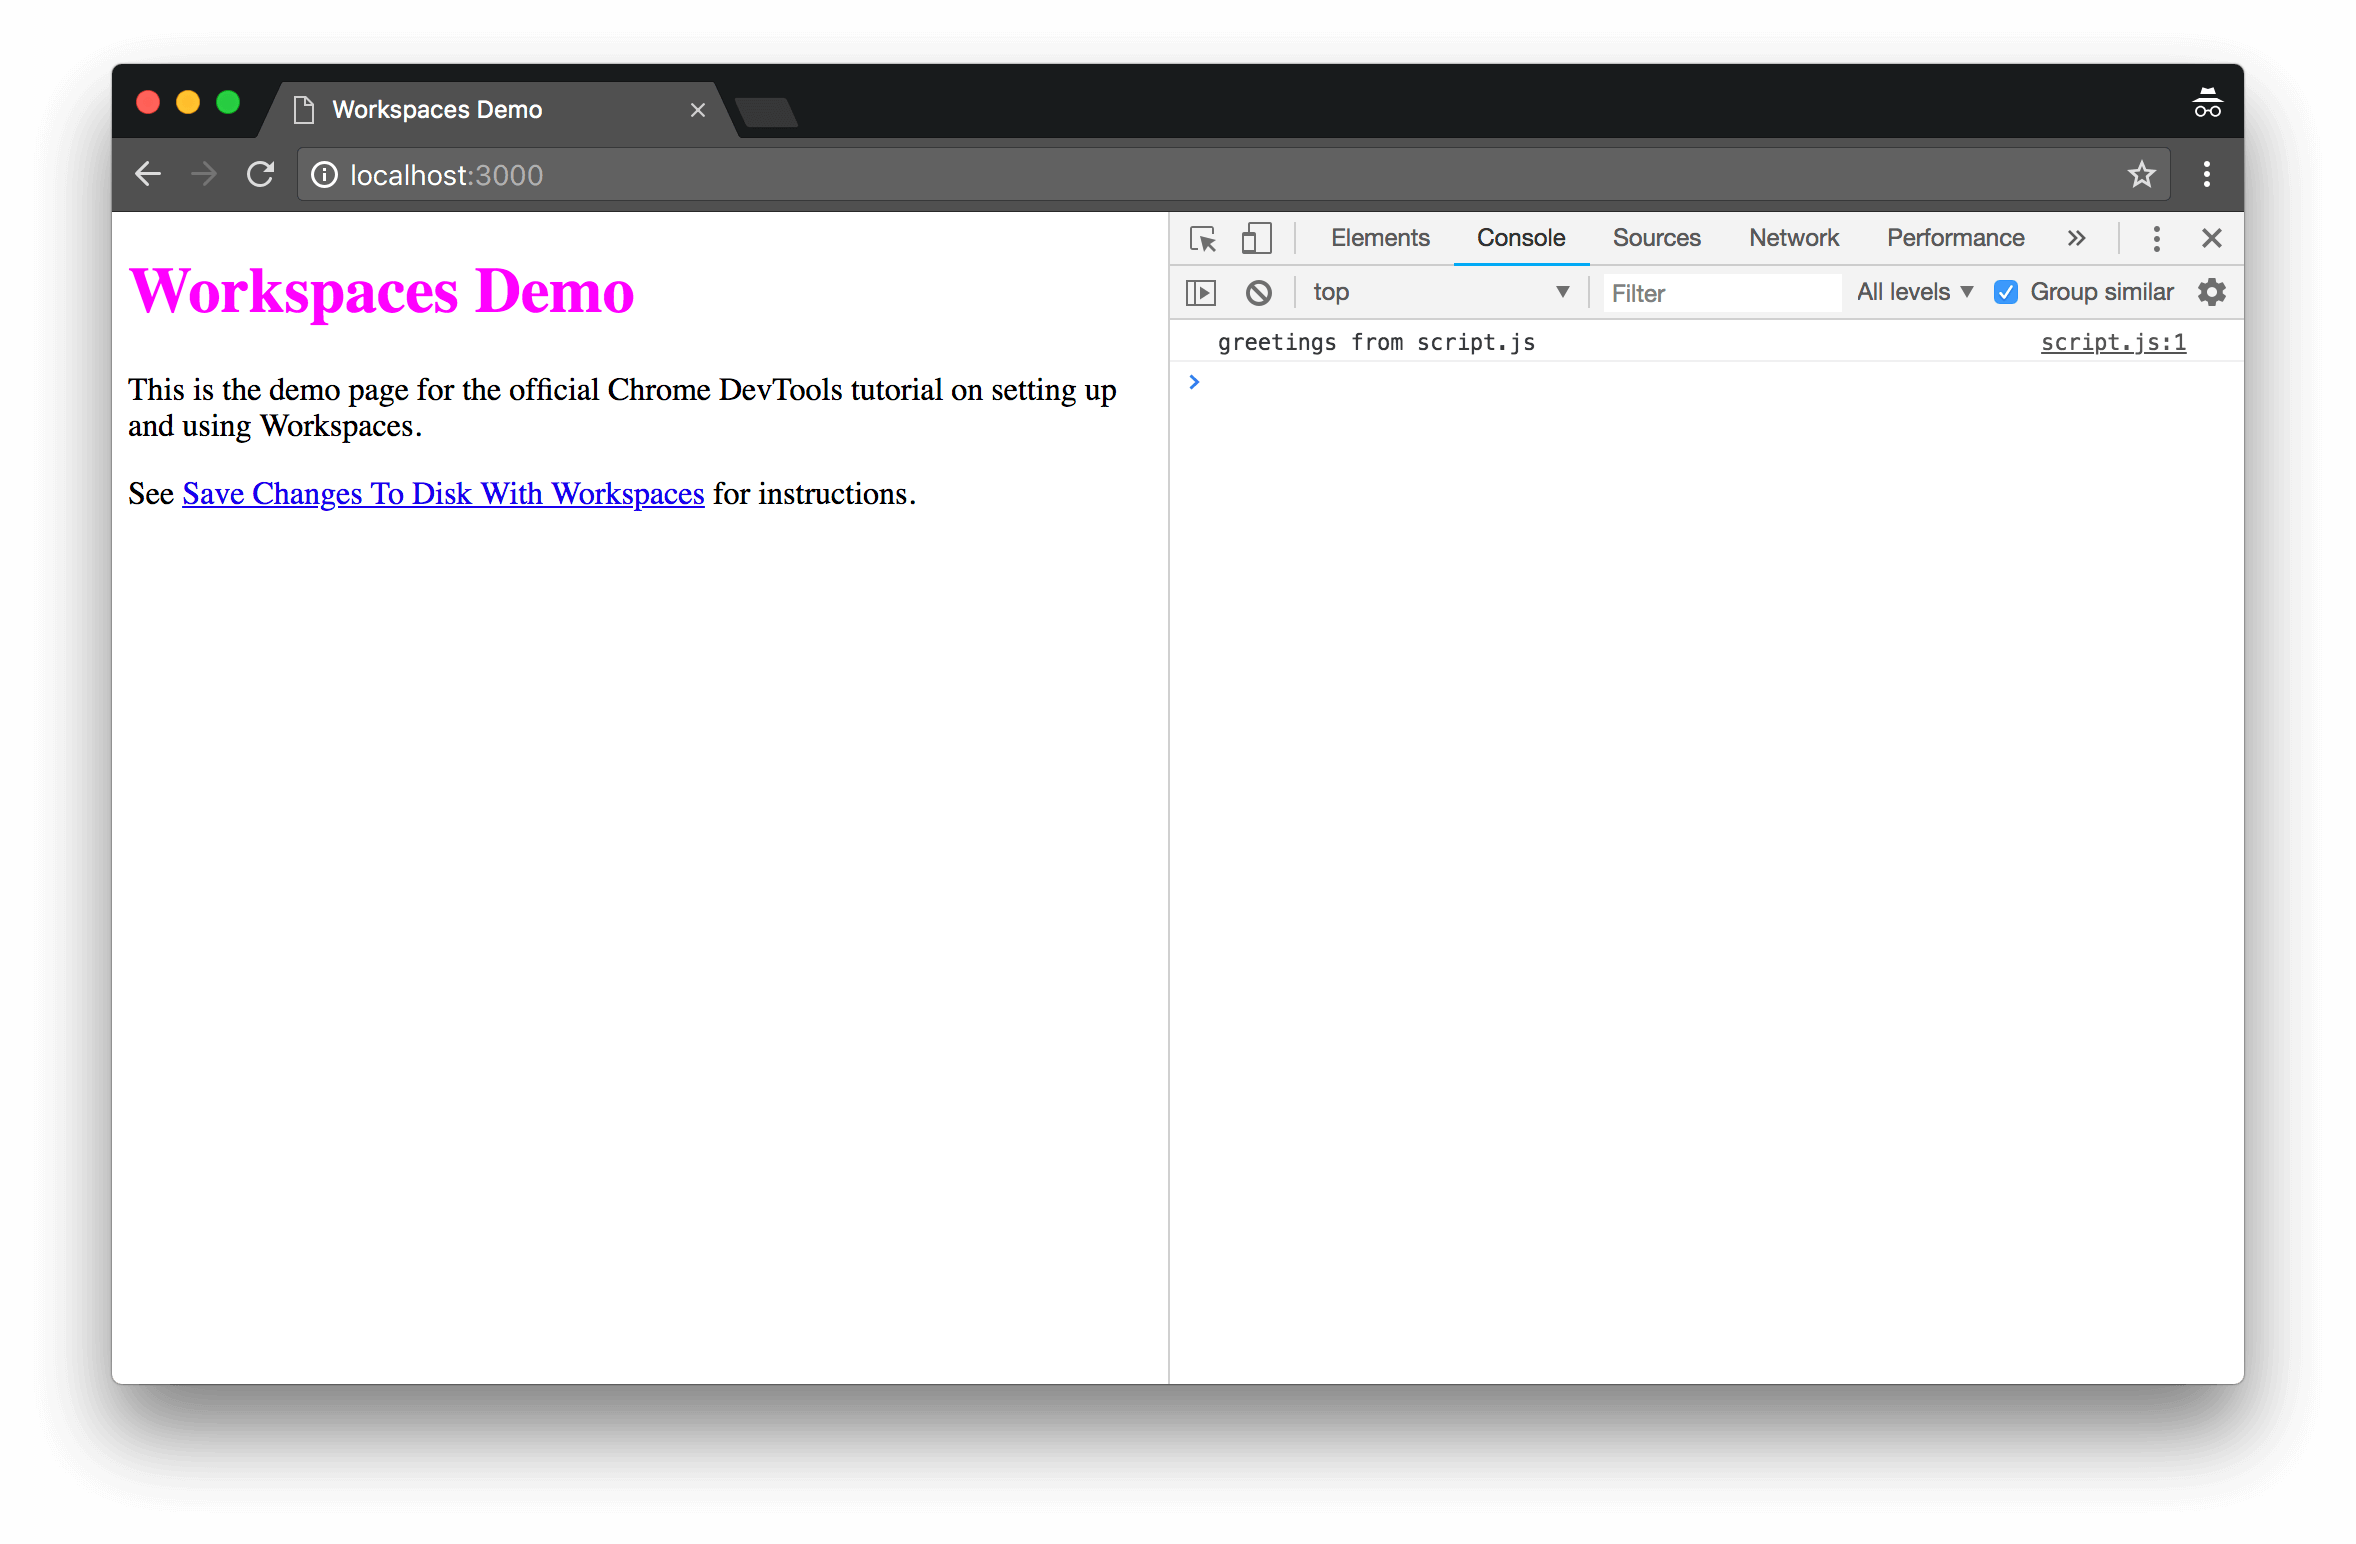 Workspaces Demo
localhost:3000
Workspaces Demo
This is the demo page for the official Chrome DevTools tutorial on setting up
and using Workspaces.
See Save Changes To Disk With Workspaces for instructions.
Elements Console Sources Network Performance
top Filter All levels Group similar
greetings from script.js script.js:1